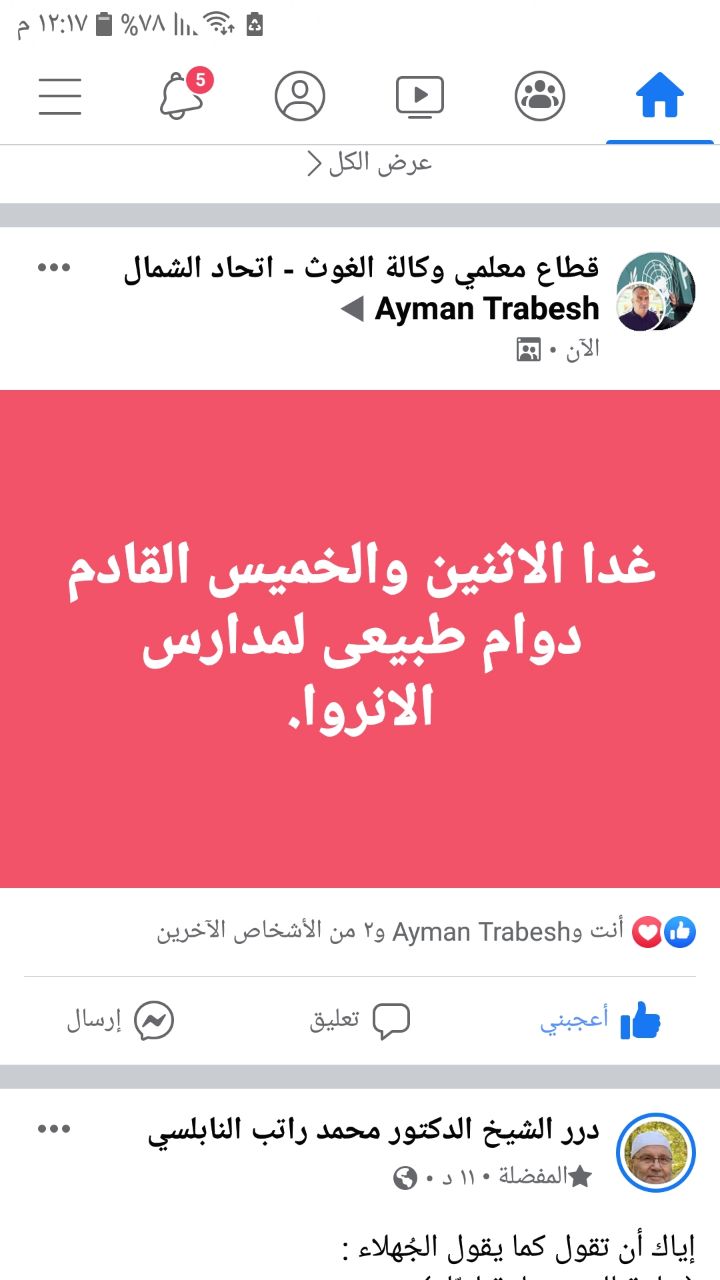 ١٢:١٧ م %٧٨
5
عرض الكل
قطاع معلمي وكالة الغوث - اتحاد الشمال
Ayman Trabesh
الآن •
غدا الاثنين والخميس القادم
دوام طبيعى لمدارس
الانروا.
أنت وAyman Trabesh و٢ من الأشخاص الآخرين
أعجبني تعليق إرسال
درر الشيخ الدكتور محمد راتب النابلسي
المفضلة • ١١ د •
إياك أن تقول كما يقول الجُهلاء :